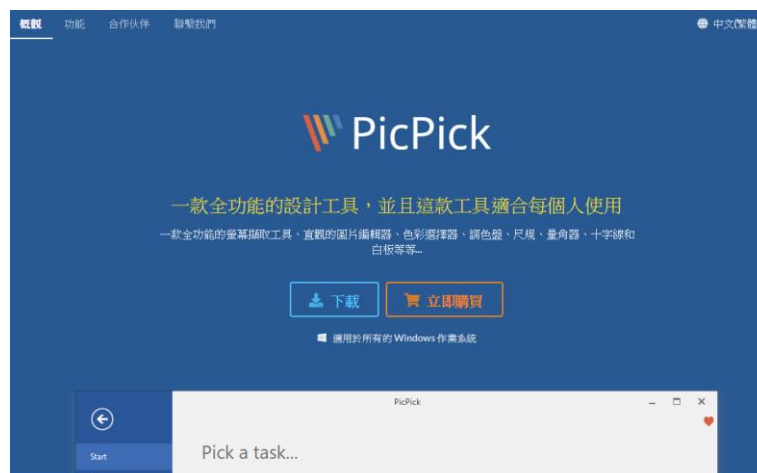 概觀
功能
合作伙伴
聯繫我們
中文(繁體
PicPick
一款全功能的設計工具，並且這款工具適合每個人使用
一款全功能的螢幕擷取工具、直觀的圖片編輯器、色彩選擇器、調色盤、尺規、量角器、十字線和
白板等等...
下載
立即購買
適用於所有的 Windows 作業系統
PicPick
Start
Pick a task...